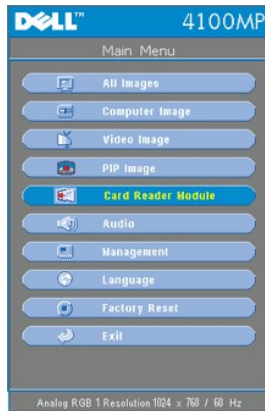 DELL™ 4100MP
Main Menu
All Images
Computer Image
Video Image
PIP Image
Card Reader Module
Audio
Management
Language
Factory Reset
Exit
Analog RGB 1 Resolution 1024 x 768 / 60 Hz